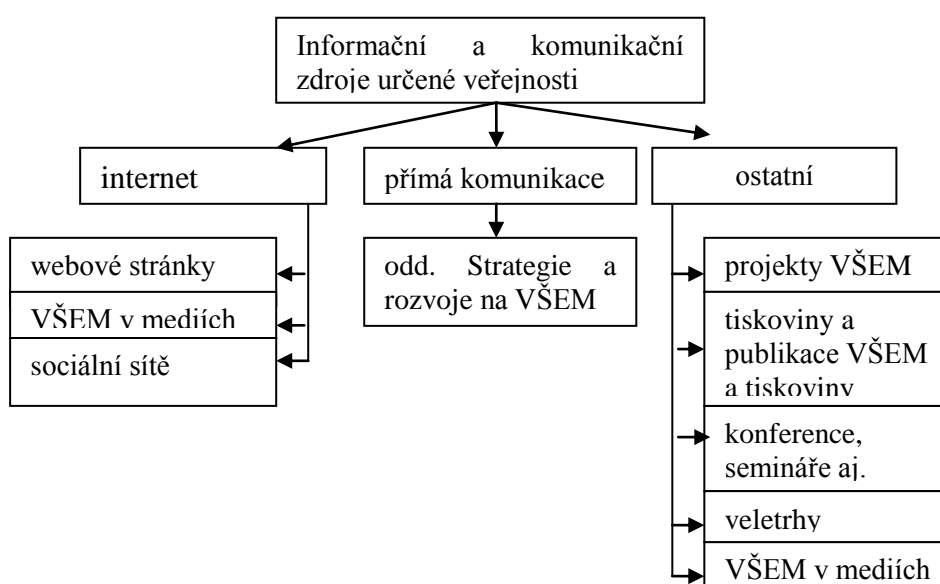 Informační a komunikační
zdroje určené veřejnosti
internet
přímá komunikace
ostatní
webové stránky
VŠEM v mediích
sociální sítě
odd. Strategie a
rozvoje na VŠEM
projekty VŠEM
tiskoviny a
publikace VŠEM
a tiskoviny
konference,
semináře aj.
veletrhy
VŠEM v mediích